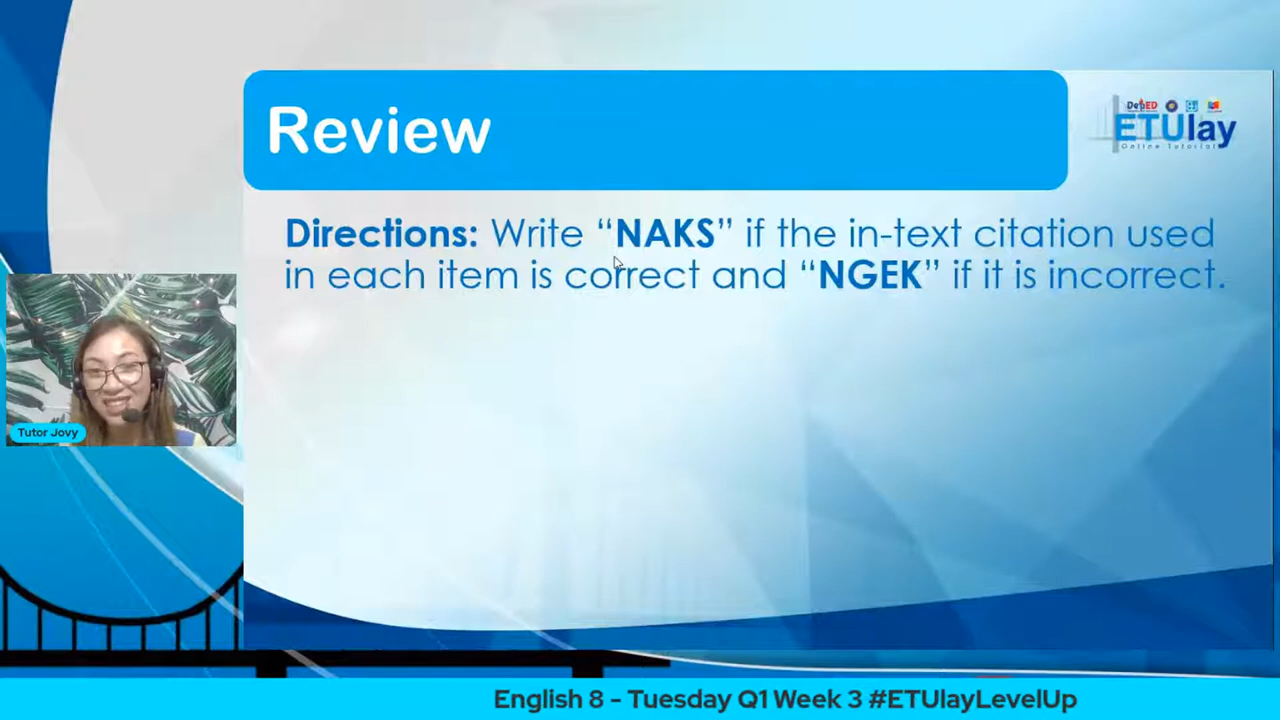 Review
DepED
ETUlay
Online Tutorial
Directions: Write “NAKS” if the in-text citation used
in each item is correct and “NGEK” if it is incorrect.
Tutor Jovy
English 8 - Tuesday Q1 Week 3 #ETUlayLevelUp